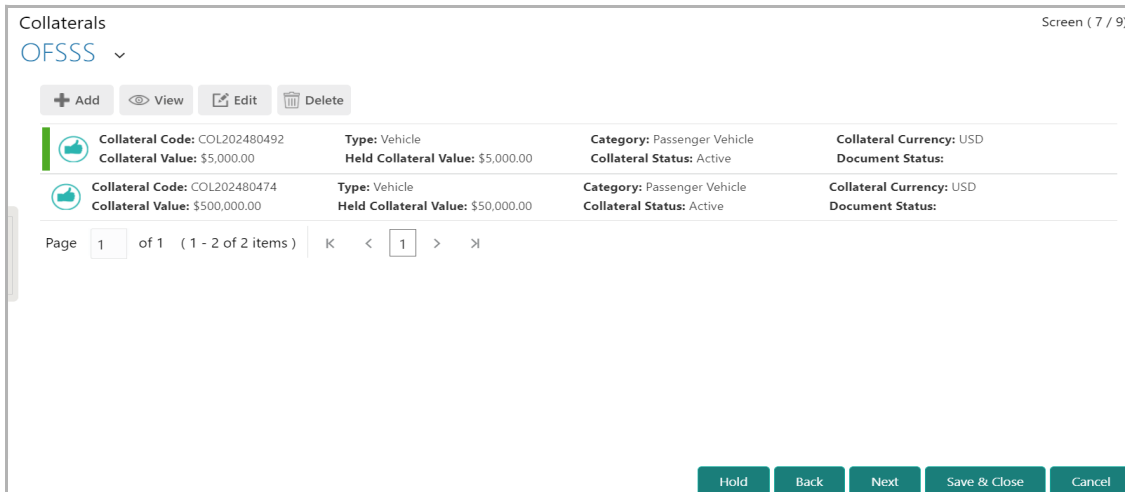 Collaterals
Screen ( 7 / 9)
OFSSS
Add View Edit Delete
Collateral Code: COL202480492 Type: Vehicle Category: Passenger Vehicle Collateral Currency: USD
Collateral Value: $5,000.00 Held Collateral Value: $5,000.00 Collateral Status: Active Document Status:
Collateral Code: COL202480474 Type: Vehicle Category: Passenger Vehicle Collateral Currency: USD
Collateral Value: $500,000.00 Held Collateral Value: $50,000.00 Collateral Status: Active Document Status:
Page 1 of 1 ( 1 - 2 of 2 items ) 1
Hold Back Next Save & Close Cancel